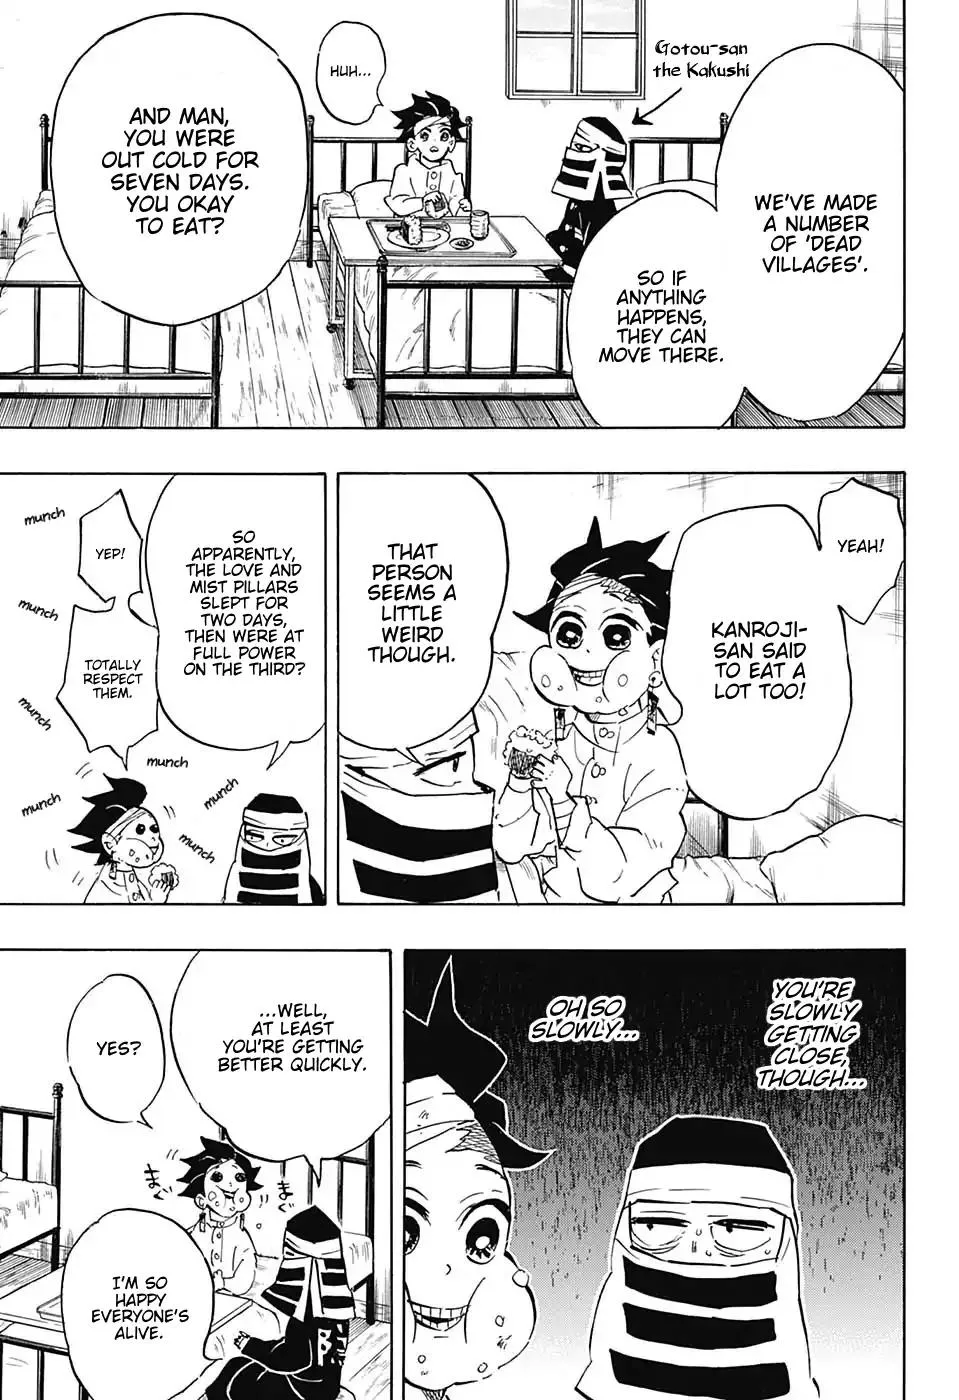 WE'VE MADE
A NUMBER
OF 'DEAD
VILLAGES'.
SO IF
ANYTHING
HAPPENS,
THEY CAN
MOVE THERE.
Gotou-san
the Kakushi
HUH...
AND MAN,
YOU WERE
OUT COLD FOR
SEVEN DAYS.
YOU OKAY
TO EAT?
YEAH!
KANROJI-
SAN SAID
TO EAT A
LOT TOO!
THAT
PERSON
SEEMS A
LITTLE
WEIRD
THOUGH.
SO
APPARENTLY,
THE LOVE AND
MIST PILLARS
SLEPT FOR
TWO DAYS,
THEN WERE AT
FULL POWER
ON THE THIRD?
YEP!
TOTALLY
RESPECT
THEM.
munch
munch
munch
munch
munch
munch
YOU'RE
SLOWLY
GETTING
CLOSE,
THOUGH...
OH SO
SLOWLY...
...WELL,
AT LEAST
YOU'RE GETTING
BETTER QUICKLY.
YES?
まぐ
まぐ
I'M SO
HAPPY
EVERYONE'S
ALIVE.